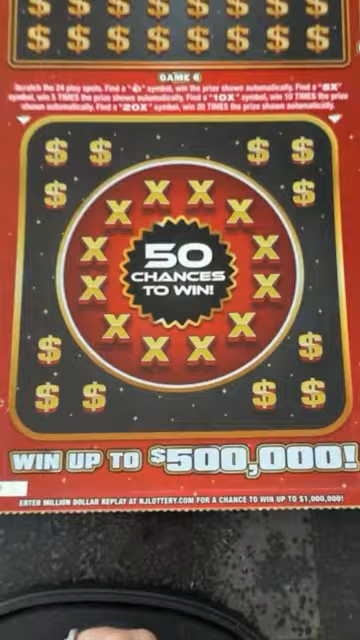 $ $ $ $ $ $ $
$ $ $ $ $ $ $
GAME 6
Scratch the 24 play spots. Find a " " symbol, win the prize shown automatically. Find a "5X"
symbol, win 5 TIMES the prize shown automatically. Find a "10X" symbol, win 10 TIMES the prize
shown automatically. Find a "20X" symbol, win 20 TIMES the prize shown automatically.
$ $ $ $
$ $
X X
X X
X X
X X
X X
X X
50
CHANCES
TO WIN!
$ $
$ $ $ $
WIN UP TO $500,000!
ENTER MILLION DOLLAR REPLAY AT NJLOTTERY.COM FOR A CHANCE TO WIN UP TO $1,000,000!